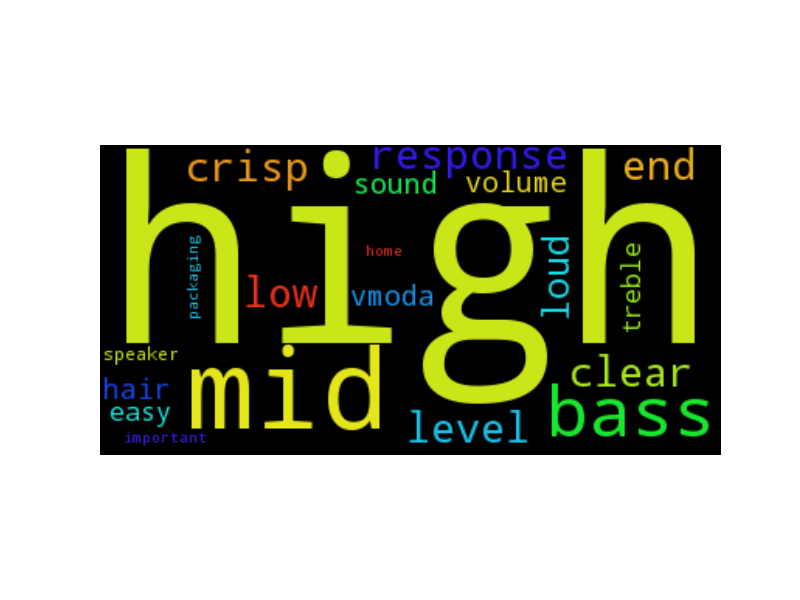 high
crisp
response
end
sound
volume
packaging
home
loud
treble
low
vmoda
speaker
mid
clear
hair
bass
easy
level
important